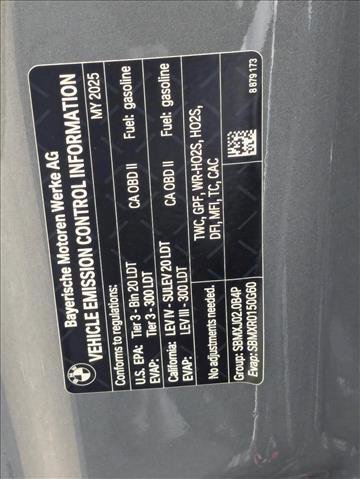 Bayerische Motoren Werke AG
VEHICLE EMISSION CONTROL INFORMATION
MY 2025
Conforms to regulations:
U.S. EPA: Tier 3 - Bin 20 LDT CA OBD II Fuel: gasoline
EVAP: Tier 3 - 300 LDT
California: LEV IV - SULEV 20 LDT CA OBD II Fuel: gasoline
EVAP: LEV III - 300 LDT
No adjustments needed. TWC, GPF, WR-HO2S, HO2S,
DFI, MFI, TC, CAC
Group: SBMXJ02.0B4P
Evap: SBMXR0150G60
8 879 173